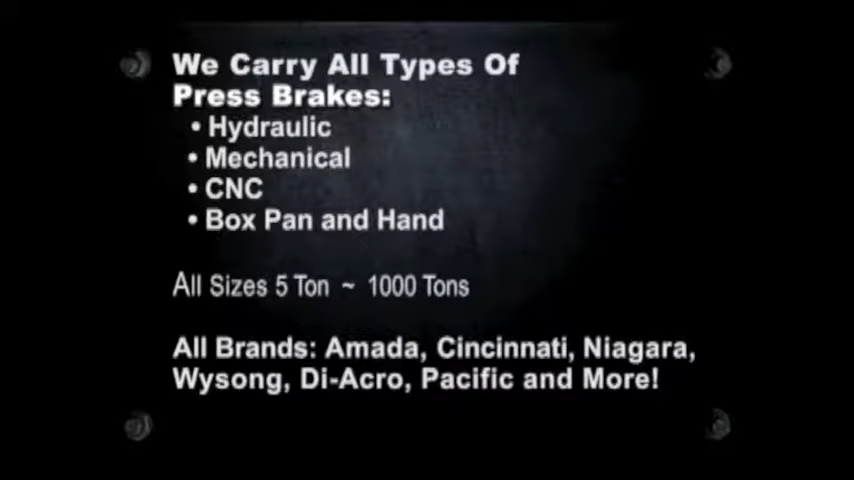 We Carry All Types Of
Press Brakes:
• Hydraulic
• Mechanical
• CNC
• Box Pan and Hand
All Sizes 5 Ton ~ 1000 Tons
All Brands: Amada, Cincinnati, Niagara,
Wysong, Di-Acro, Pacific and More!